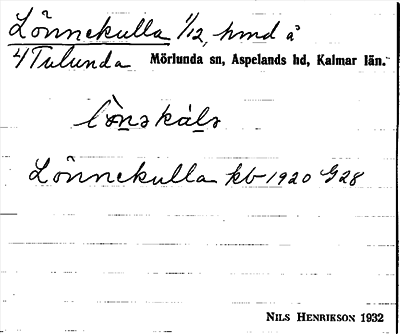 Lönnekulla 1/12, hmd å
4 Tulunda Mörlunda sn, Aspelands hd, Kalmar län.
Lönnekulla kb 1920 G28
NILS HENRIKSON 1932